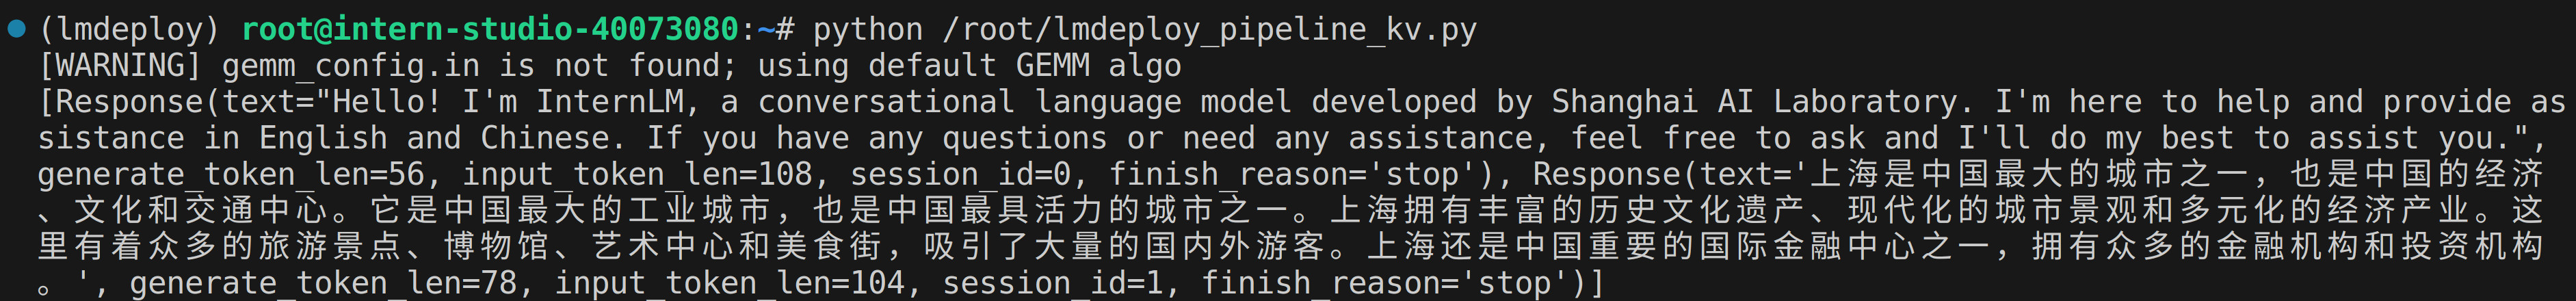 (lmdeploy) root@intern-studio-40073080:~# python /root/lmdeploy_pipeline_kv.py
[WARNING] gemm_config.in is not found; using default GEMM algo
[Response(text="Hello! I'm InternLM, a conversational language model developed by Shanghai AI Laboratory. I'm here to help and provide as
sistance in English and Chinese. If you have any questions or need any assistance, feel free to ask and I'll do my best to assist you.",
generate_token_len=56, input_token_len=108, session_id=0, finish_reason='stop'), Response(text='上海是中国最大的城市之一，也是中国的经济
、文化和交通中心。它是中国最大的工业城市，也是中国最具活力的城市之一。上海拥有丰富的历史文化遗产、现代化的城市景观和多元化的经济产业。这
里有着众多的旅游景点、博物馆、艺术中心和美食街，吸引了大量的国内外游客。上海还是中国重要的国际金融中心之一，拥有众多的金融机构和投资机构
。', generate_token_len=78, input_token_len=104, session_id=1, finish_reason='stop')]